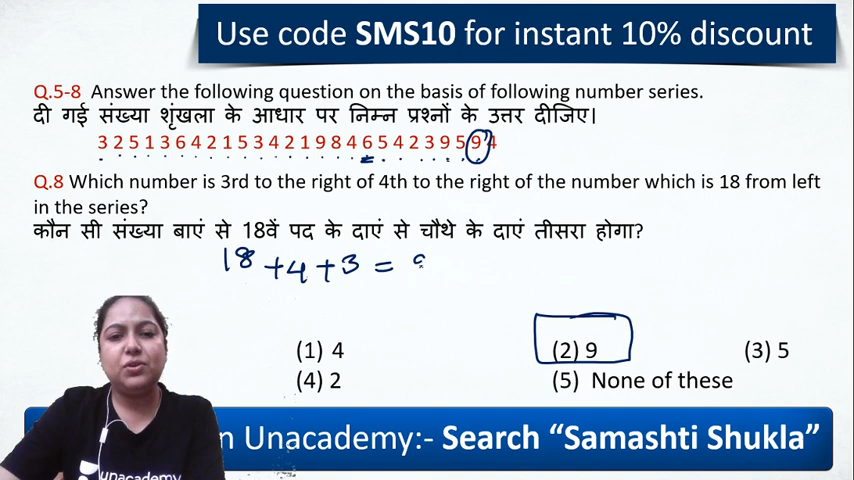 Use code SMS10 for instant 10% discount
Q.5-8 Answer the following question on the basis of following number series.
दी गई संख्या शृंखला के आधार पर निम्न प्रश्नों के उत्तर दीजिए।
3 2 5 1 3 6 4 2 1 5 3 4 2 1 9 8 4 6 5 4 2 3 9 5 9 4
Q.8 Which number is 3rd to the right of 4th to the right of the number which is 18 from left
in the series?
कौन सी संख्या बाएं से 18वें पद के दाएं से चौथे के दाएं तीसरा होगा?
18 +4 +3 =
(1) 4 (2) 9 (3) 5
(4) 2 (5) None of these
n Unacademy:- Search “Samashti Shukla”
unacademy